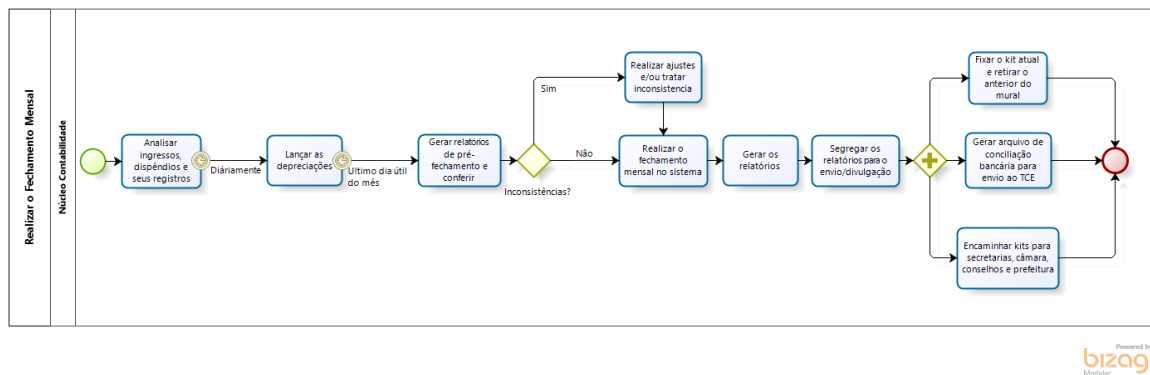 Realizar o Fechamento Mensal
Núcleo Contabilidade
Analisar
ingressos,
dispêndios e
seus registros
Diáriamente
Lançar as
depreciações
Ultimo dia útil
do mês
Gerar relatórios
de pré-
fechamento e
conferir
Inconsistências?
Sim
Não
Realizar ajustes
e/ou tratar
inconsistencia
Realizar o
fechamento
mensal no sistema
Gerar os
relatórios
Segregar os
relatórios para o
envio/divulgação
Fixar o kit atual
e retirar o
anterior do
mural
Gerar arquivo de
conciliação
bancária para
envio ao TCE
Encaminhar kits para
secretarias, câmara,
conselhos e prefeitura
Powered by
bizag
Modeler